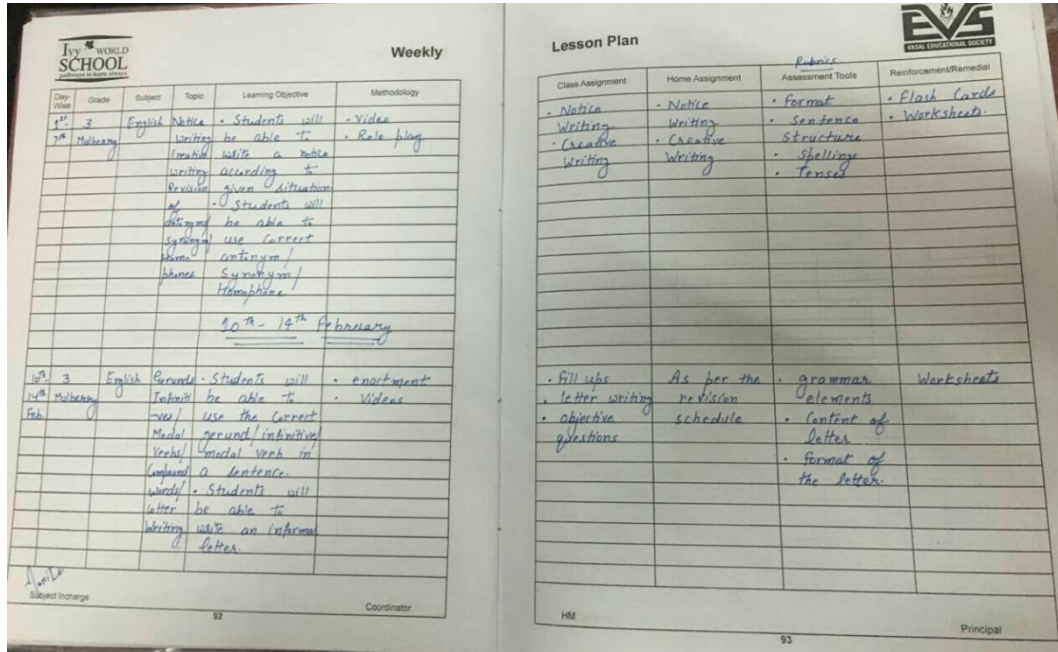 Ivy WORLD
SCHOOL
pathways to learn always
Weekly
Day-Wise Grade Subject Topic Learning Objective Methodology
3 English Notice • Students will • Video
7th Mulberry Writing be able to • Role play
Creative write a notice
writing according to
Revision given situation
of • Students will
antonyms/ be able to
Synonyms/ use correct
Homo antonym/
phones Synonym/
Homophone.
10th - 14th February
10th- 3 English Gerunds • Students will • enactment
14th Mulberry Infiniti be able to • Videos
Feb. -ves/ use the correct
Modal gerund/infinitive/
Verbs/ modal verb in
Compound a sentence.
words/ • Students will
letter be able to
Writing write an informal
letter.
Subject Incharge
Coordinator
92
Lesson Plan
EVS
VASAL EDUCATIONAL SOCIETY
Rubrics
Class Assignment Home Assignment Assessment Tools Reinforcement/Remedial
• Notice • Notice • Format • Flash Cards
Writing Writing • Sentence • Worksheets.
• Creative • Creative Structure
Writing Writing • Spellings
• Tenses
• Fill ups As per the • grammar Worksheets
• letter writing revision elements
• objective schedule • Content of
questions letter
• format of
the letter.
HM
Principal
93